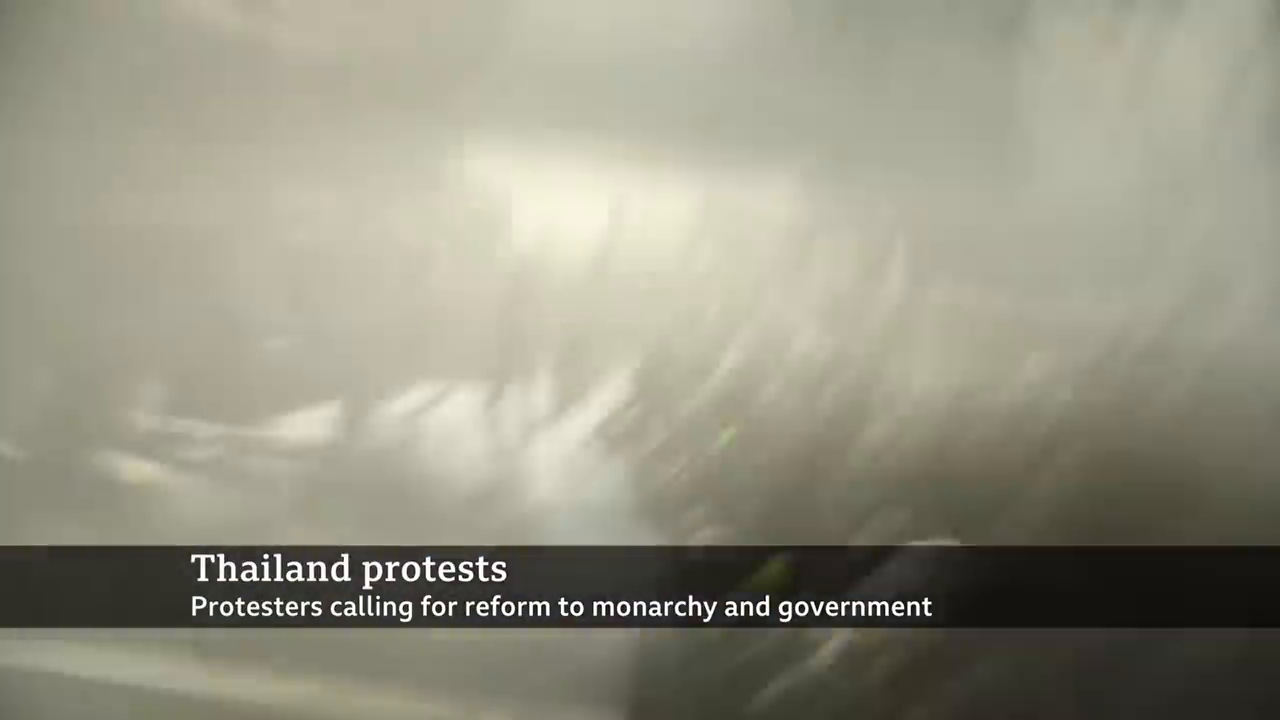 Thailand protests
Protesters calling for reform to monarchy and government